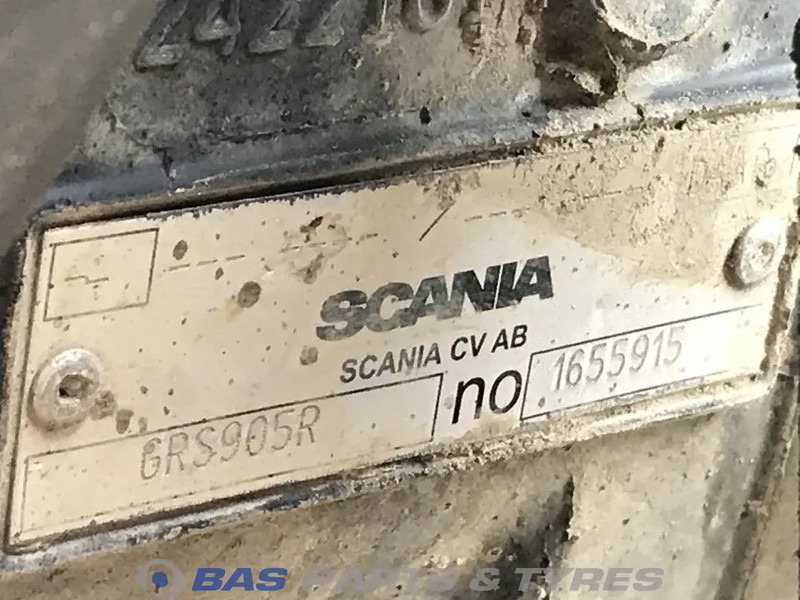 SCANIA
SCANIA CV AB
GRS905R no 1655915
BAS PARTS & TYRES